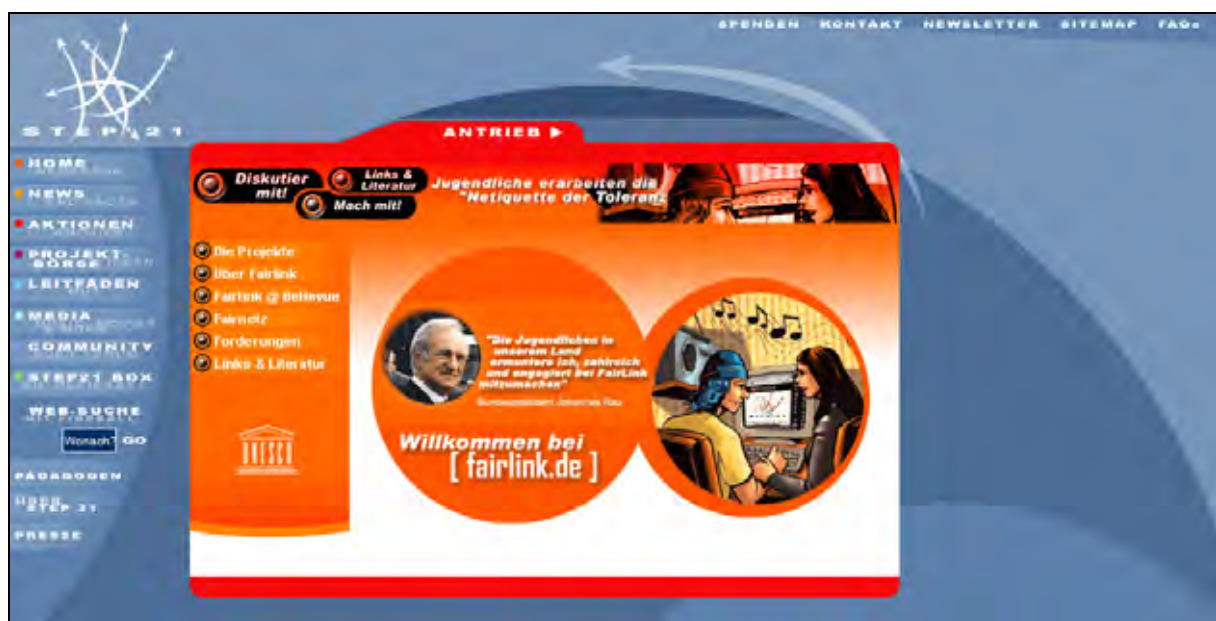 SPENDEN KONTAKT NEWSLETTER SITEMAP FAQs
STEP 21
ANTRIEB
HOME
NEWS
AKTIONEN
PROJEKT-
BÖRSE
LEITFADEN
MEDIA
COMMUNITY
STEP21 BOX
WEB-SUCHE
MIT FIREBALL
Wonach? GO
PÄDAGOGEN
STEP 21
PRESSE
Diskutier
mit!
Links &
Literatur
Mach mit!
Jugendliche erarbeiten die
"Netiquette der Toleranz
Die Projekte
Über Fairlink
Fairlink @ Bellevue
Fairnetz
Forderungen
Links & Literatur
UNESCO
"Die Jugendlichen in
unserem Land
ermuntere ich, zahlreich
und engagiert bei FairLink
mitzumachen"
Bundespräsident Johannes Rau
Willkommen bei
[ fairlink.de ]